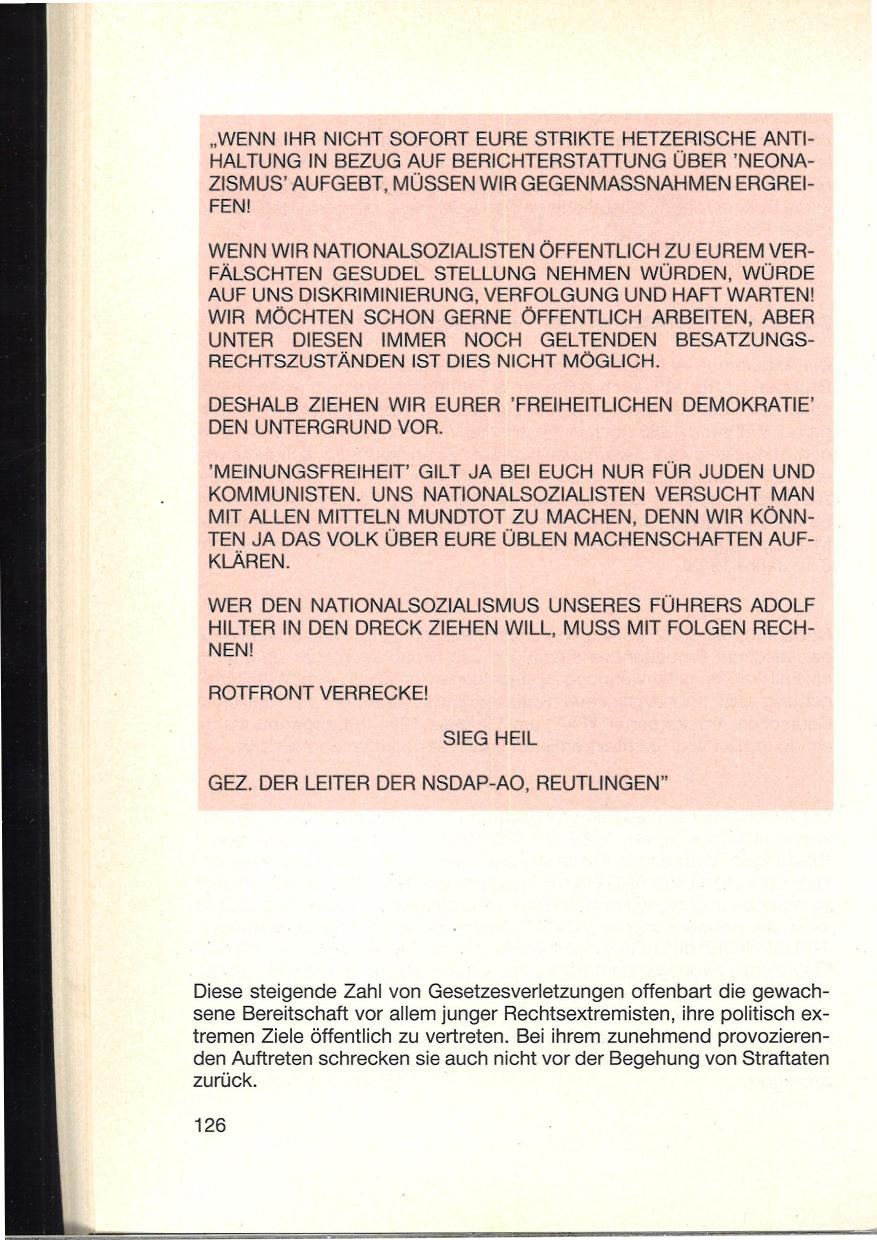 „WENN IHR NICHT SOFORT EURE STRIKTE HETZERISCHE ANTI-
HALTUNG IN BEZUG AUF BERICHTERSTATTUNG ÜBER 'NEONA-
ZISMUS' AUFGEBT, MÜSSEN WIR GEGENMASSNAHMEN ERGREI-
FEN!
WENN WIR NATIONALSOZIALISTEN ÖFFENTLICH ZU EUREM VER-
FÄLSCHTEN GESUDEL STELLUNG NEHMEN WÜRDEN, WÜRDE
AUF UNS DISKRIMINIERUNG, VERFOLGUNG UND HAFT WARTEN!
WIR MÖCHTEN SCHON GERNE ÖFFENTLICH ARBEITEN, ABER
UNTER DIESEN IMMER NOCH GELTENDEN BESATZUNGS-
RECHTSZUSTÄNDEN IST DIES NICHT MÖGLICH.
DESHALB ZIEHEN WIR EURER 'FREIHEITLICHEN DEMOKRATIE'
DEN UNTERGRUND VOR.
'MEINUNGSFREIHEIT' GILT JA BEI EUCH NUR FÜR JUDEN UND
KOMMUNISTEN. UNS NATIONALSOZIALISTEN VERSUCHT MAN
MIT ALLEN MITTELN MUNDTOT ZU MACHEN, DENN WIR KÖNN-
TEN JA DAS VOLK ÜBER EURE ÜBLEN MACHENSCHAFTEN AUF-
KLÄREN.
WER DEN NATIONALSOZIALISMUS UNSERES FÜHRERS ADOLF
HILTER IN DEN DRECK ZIEHEN WILL, MUSS MIT FOLGEN RECH-
NEN!
ROTFRONT VERRECKE!
SIEG HEIL
GEZ. DER LEITER DER NSDAP-AO, REUTLINGEN”
Diese steigende Zahl von Gesetzesverletzungen offenbart die gewach-
sene Bereitschaft vor allem junger Rechtsextremisten, ihre politisch ex-
tremen Ziele öffentlich zu vertreten. Bei ihrem zunehmend provozieren-
den Auftreten schrecken sie auch nicht vor der Begehung von Straftaten
zurück.
126